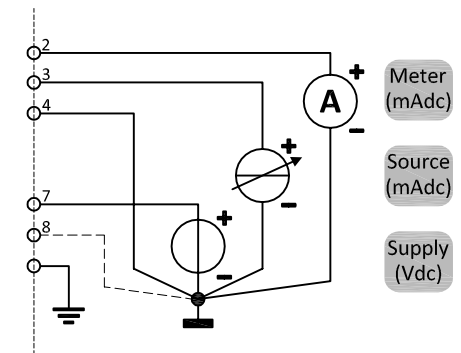 2
3
4
7
8
A
+
−
+
−
+
−
Meter
(mAdc)
Source
(mAdc)
Supply
(Vdc)